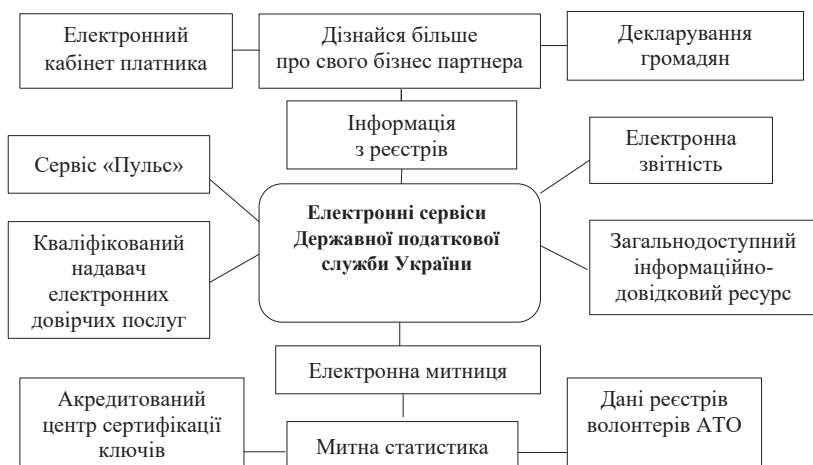 Електронний
кабінет платника
Дізнайся більше
про свого бізнес партнера
Декларування
громадян
Інформація
з реєстрів
Електронна
звітність
Сервіс «Пульс»
Електронні сервіси
Державної податкової
служби України
Кваліфікований
надавач
електронних
довірчих послуг
Загальнодоступний
інформаційно-
довідковий ресурс
Електронна митниця
Акредитований
центр сертифікації
ключів
Митна статистика
Дані реєстрів
волонтерів АТО